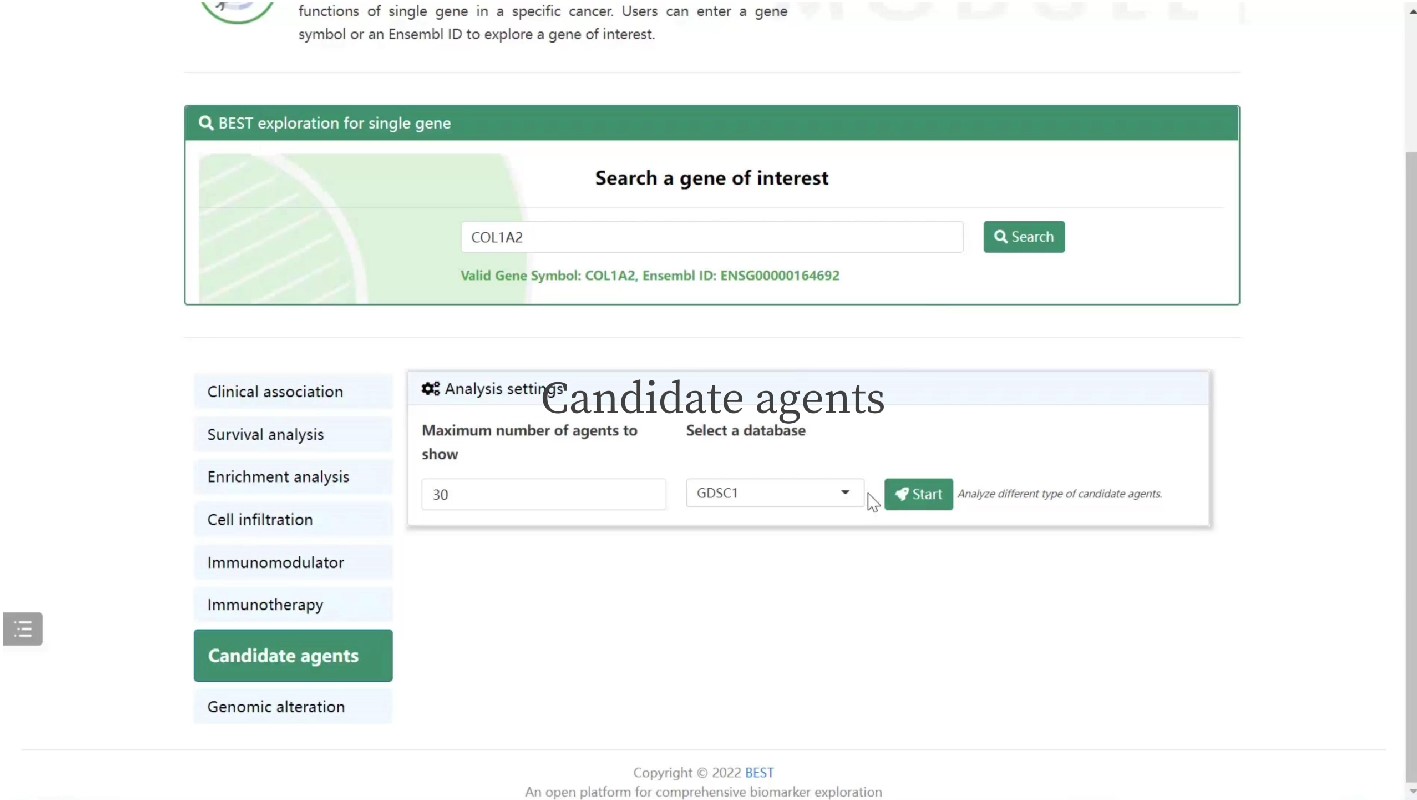 functions of single gene in a specific cancer. Users can enter a gene
symbol or an Ensembl ID to explore a gene of interest.
BEST exploration for single gene
Search a gene of interest
COL1A2
Search
Valid Gene Symbol: COL1A2, Ensembl ID: ENSG00000164692
Clinical association
Survival analysis
Enrichment analysis
Cell infiltration
Immunomodulator
Immunotherapy
Candidate agents
Genomic alteration
Analysis settings
Candidate agents
Maximum number of agents to
show
Select a database
30
GDSC1
Start
Analyze different type of candidate agents.
Copyright © 2022 BEST
An open platform for comprehensive biomarker exploration